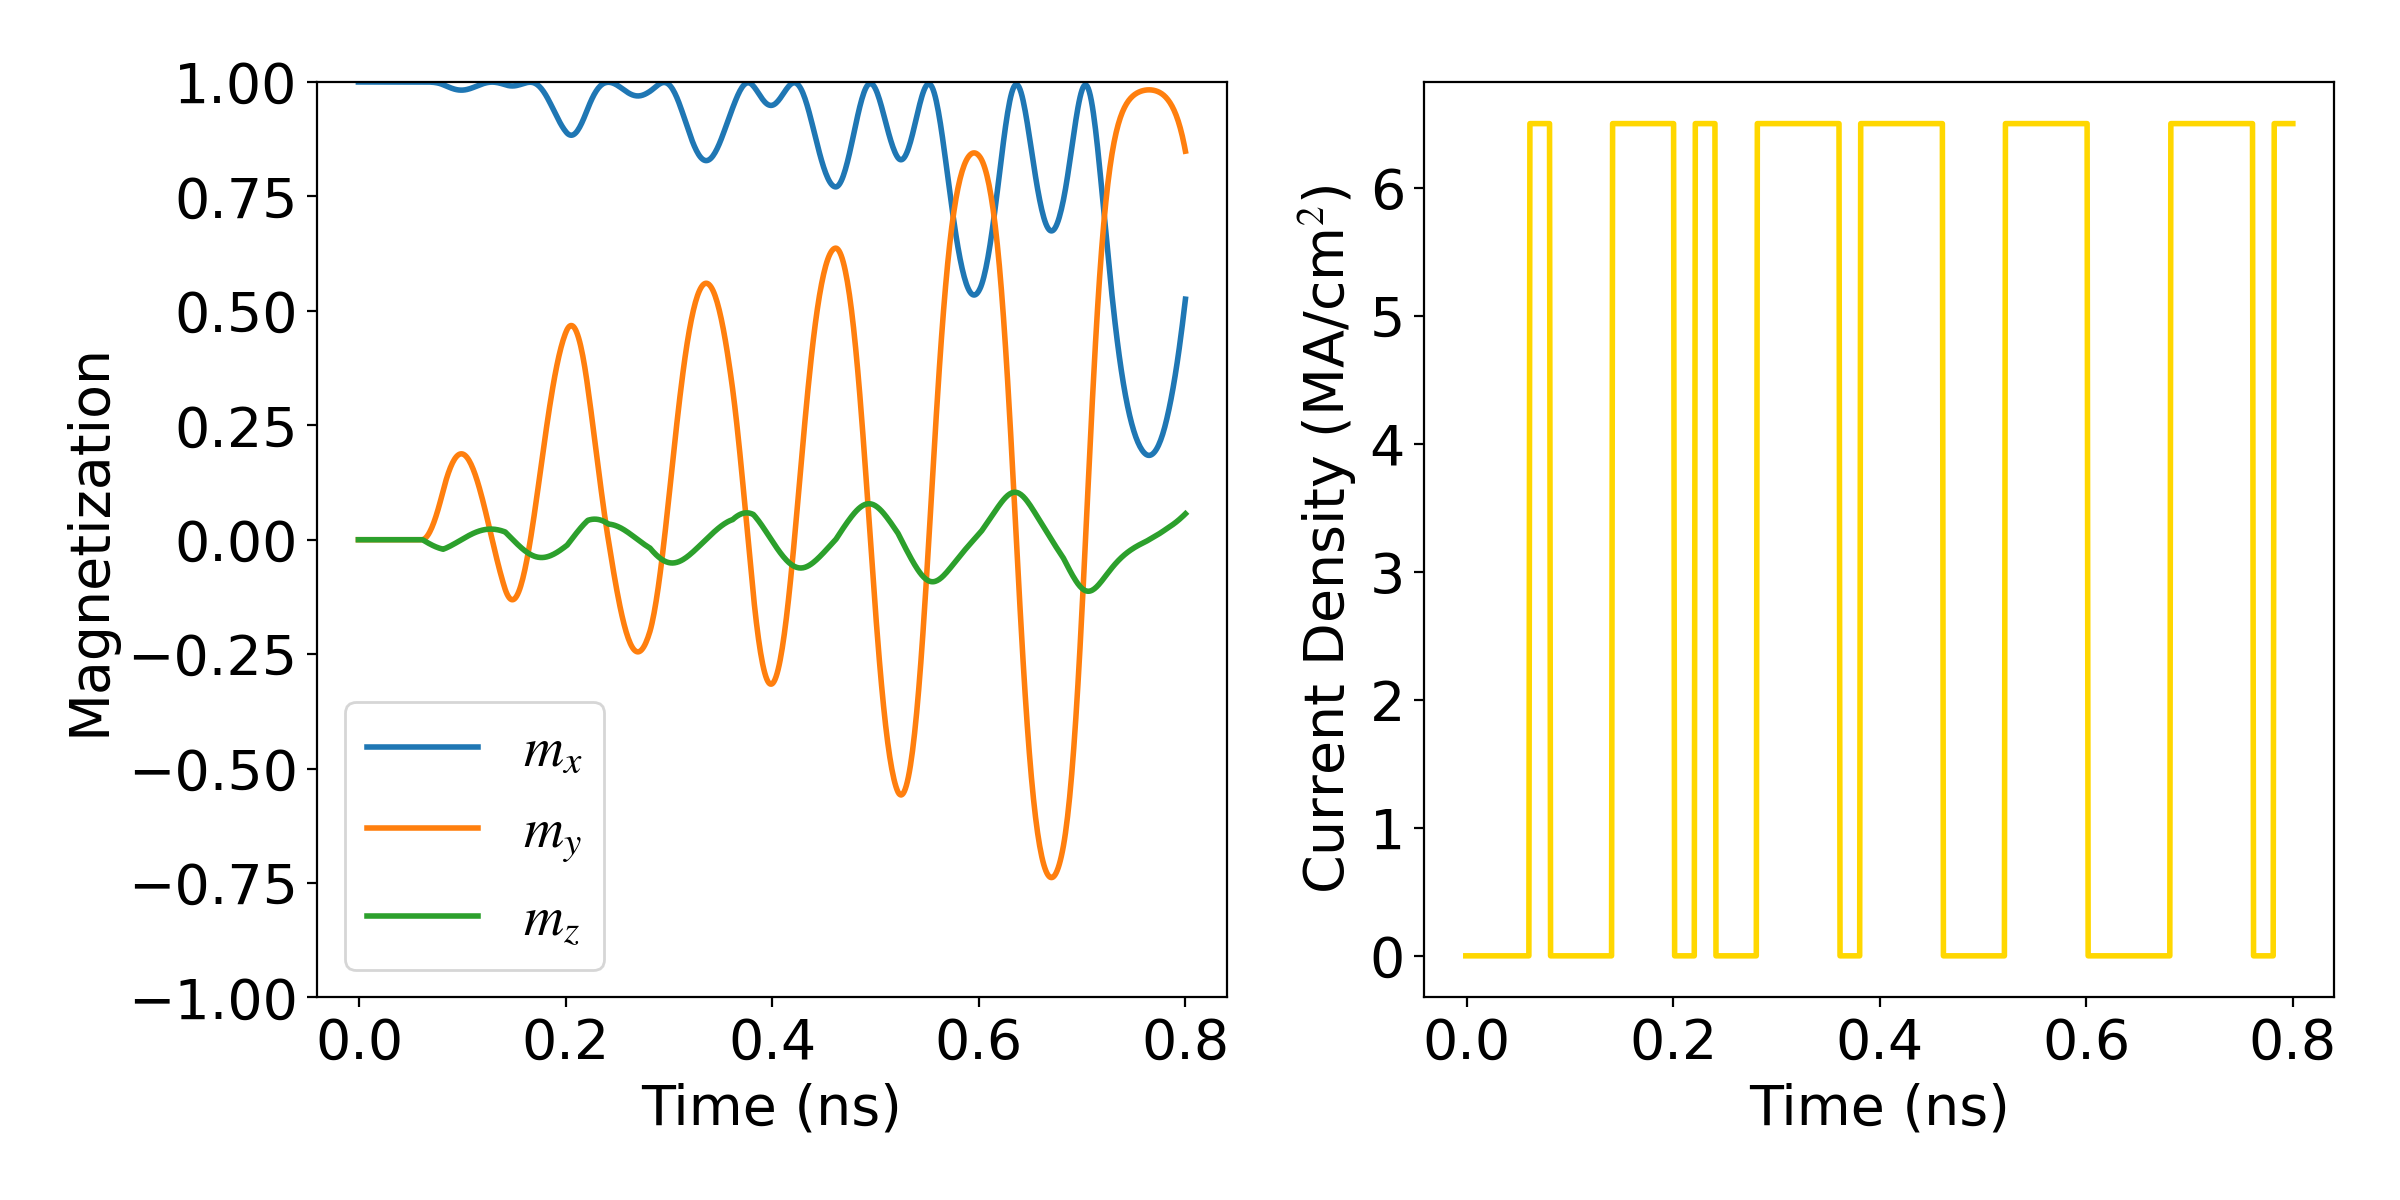 Magnetization
1.00
0.75
0.50
0.25
0.00
−0.25
−0.50
−0.75
−1.00
m_x
m_y
m_z
0.0 0.2 0.4 0.6 0.8
Time (ns)
Current Density (MA/cm²)
6
5
4
3
2
1
0
0.0 0.2 0.4 0.6 0.8
Time (ns)